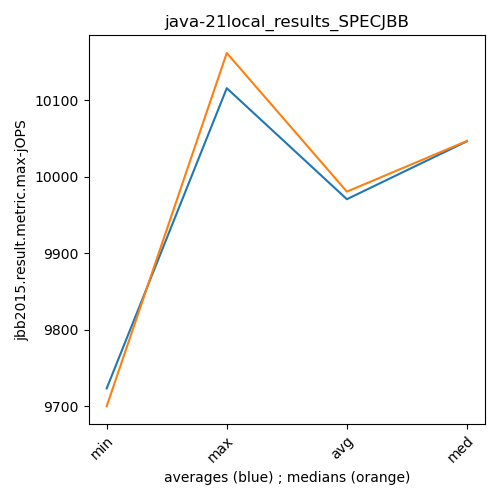 java-21local_results_SPECJBB
jbb2015.result.metric.max-jOPS
10100
10000
9900
9800
9700
min
max
avg
med
averages (blue) ; medians (orange)